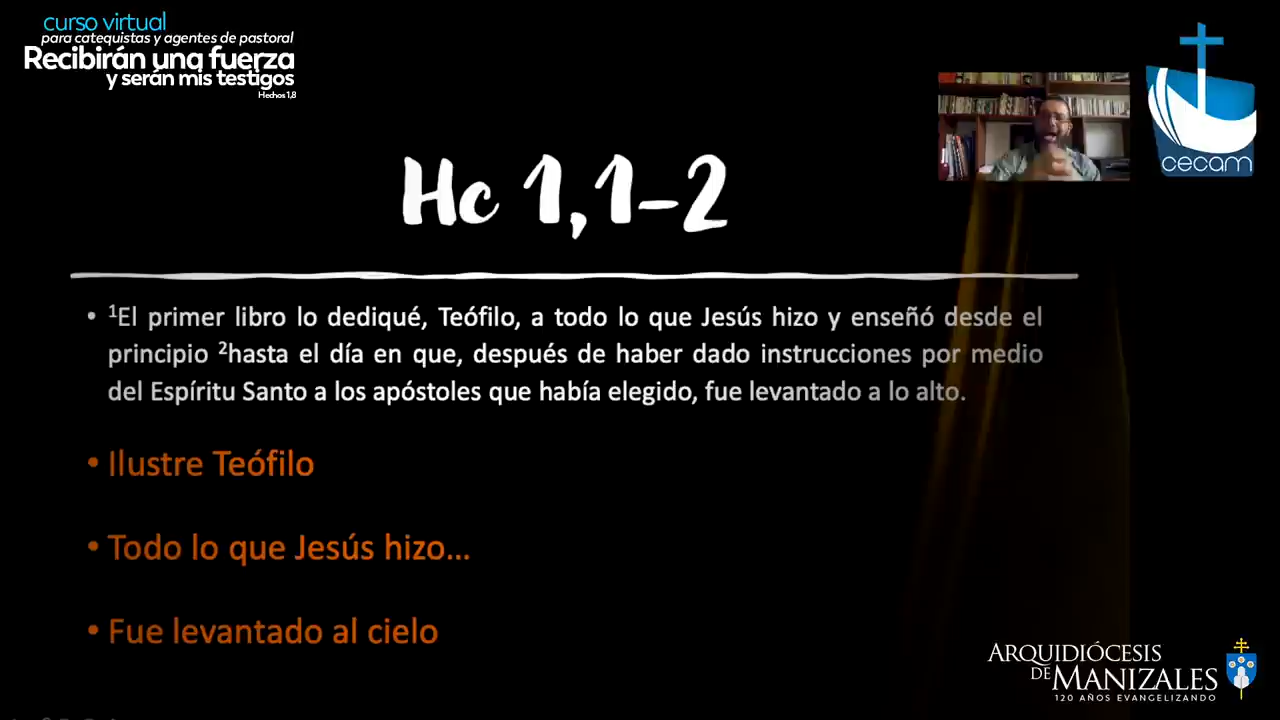 curso virtual
para catequistas y agentes de pastoral
Recibirán una fuerza
y serán mis testigos
Hechos 1,8
cecam
Hc 1,1-2
• ¹El primer libro lo dediqué, Teófilo, a todo lo que Jesús hizo y enseñó desde el
principio ²hasta el día en que, después de haber dado instrucciones por medio
del Espíritu Santo a los apóstoles que había elegido, fue levantado a lo alto.
• Ilustre Teófilo
• Todo lo que Jesús hizo...
• Fue levantado al cielo
ARQUIDIÓCESIS
DE MANIZALES
120 AÑOS EVANGELIZANDO